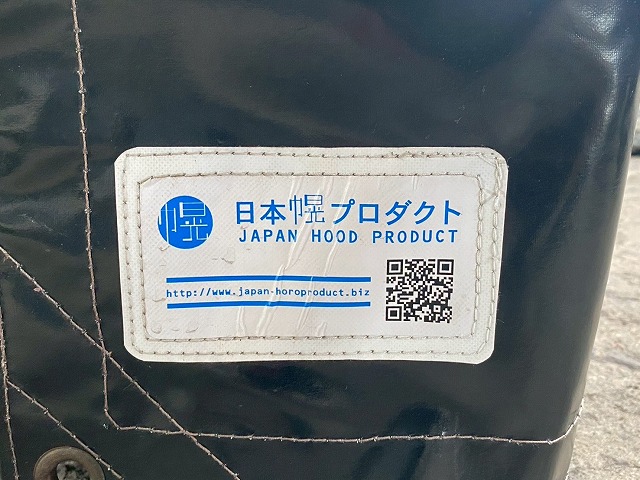 幌
日本幌プロダクト
JAPAN HOOD PRODUCT
http://www.japan-horoproduct.biz